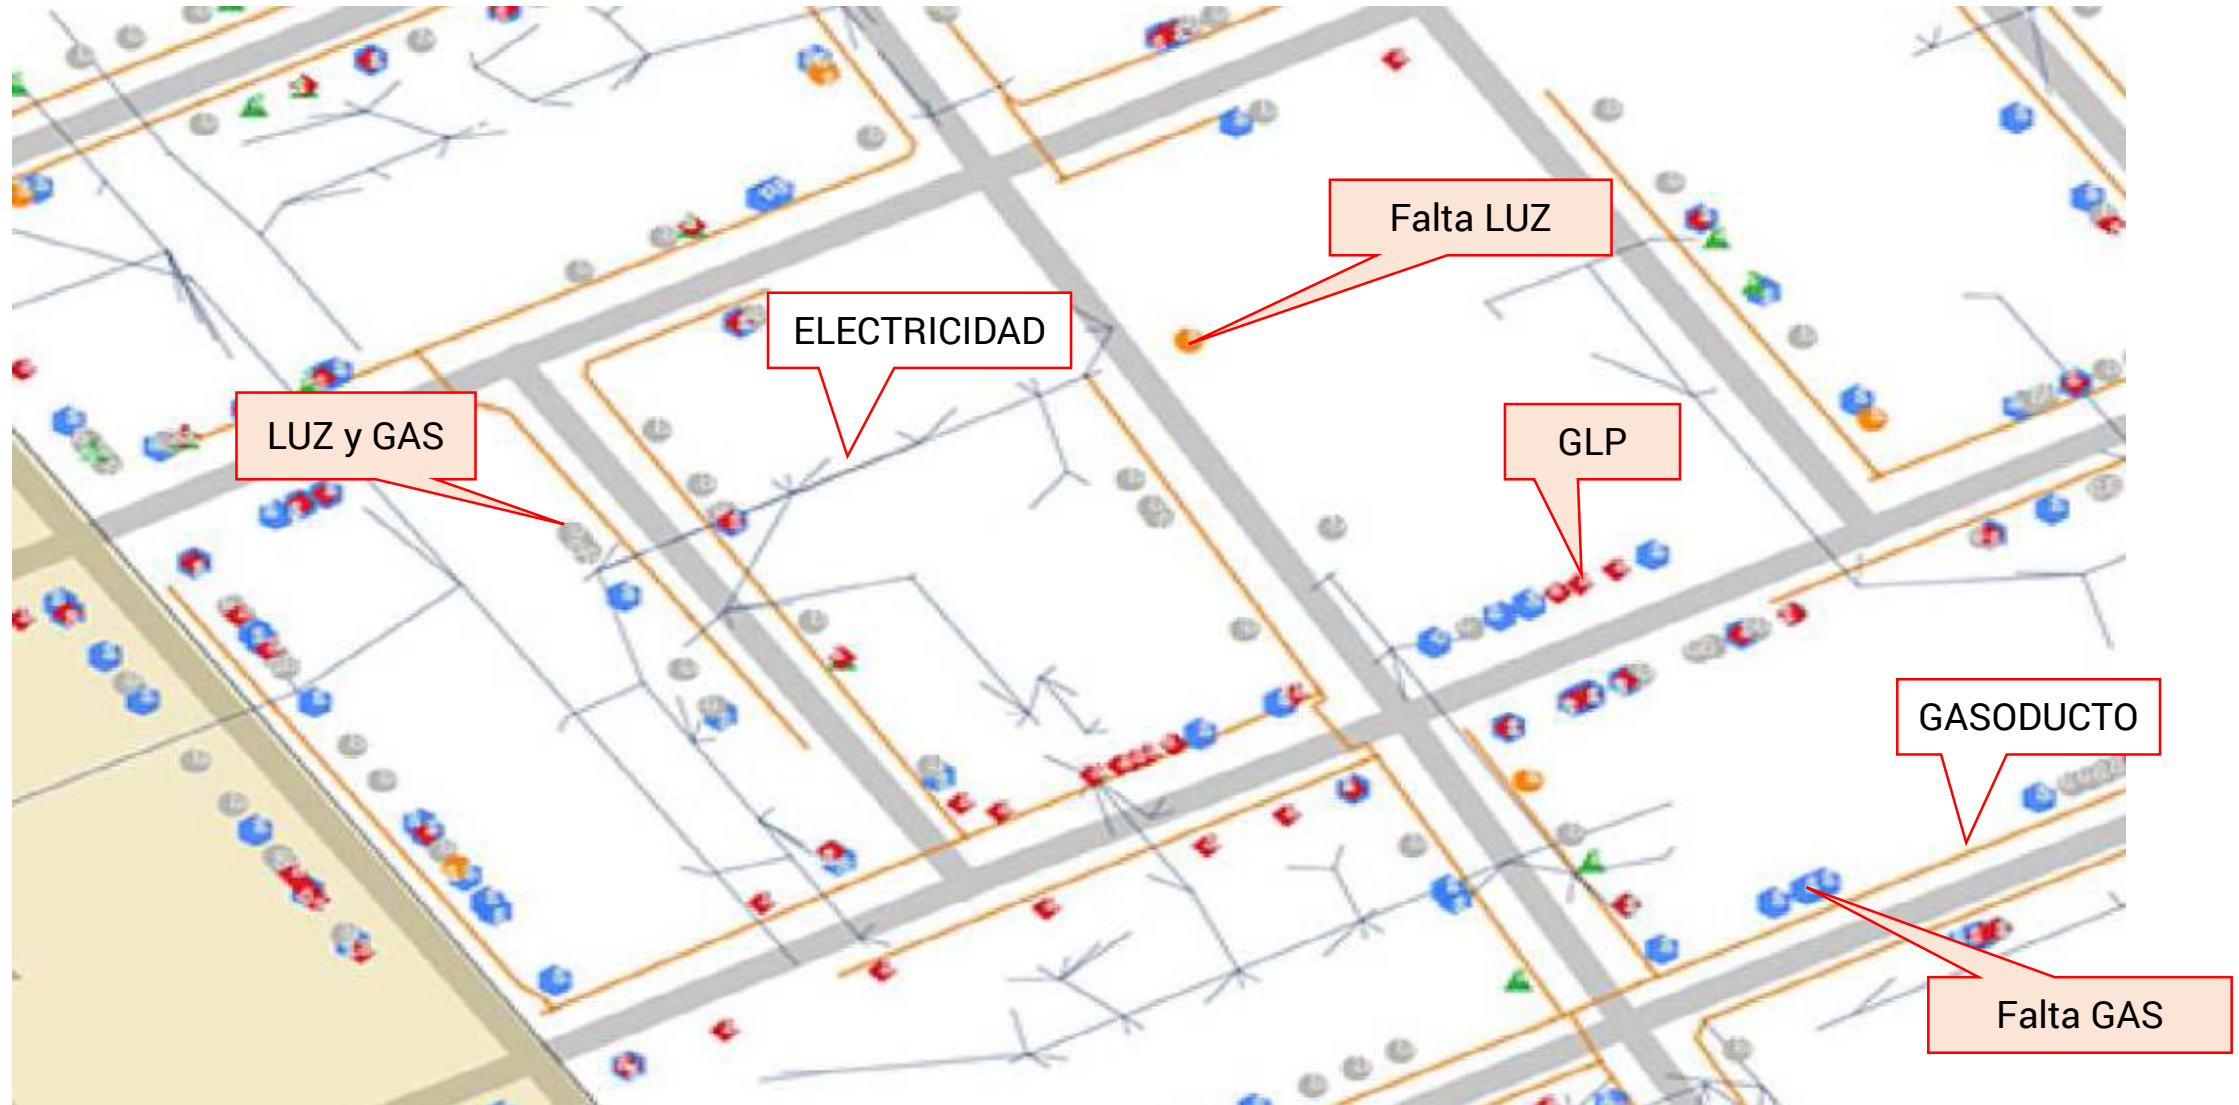 Falta LUZ
ELECTRICIDAD
LUZ y GAS
GLP
GASODUCTO
Falta GAS